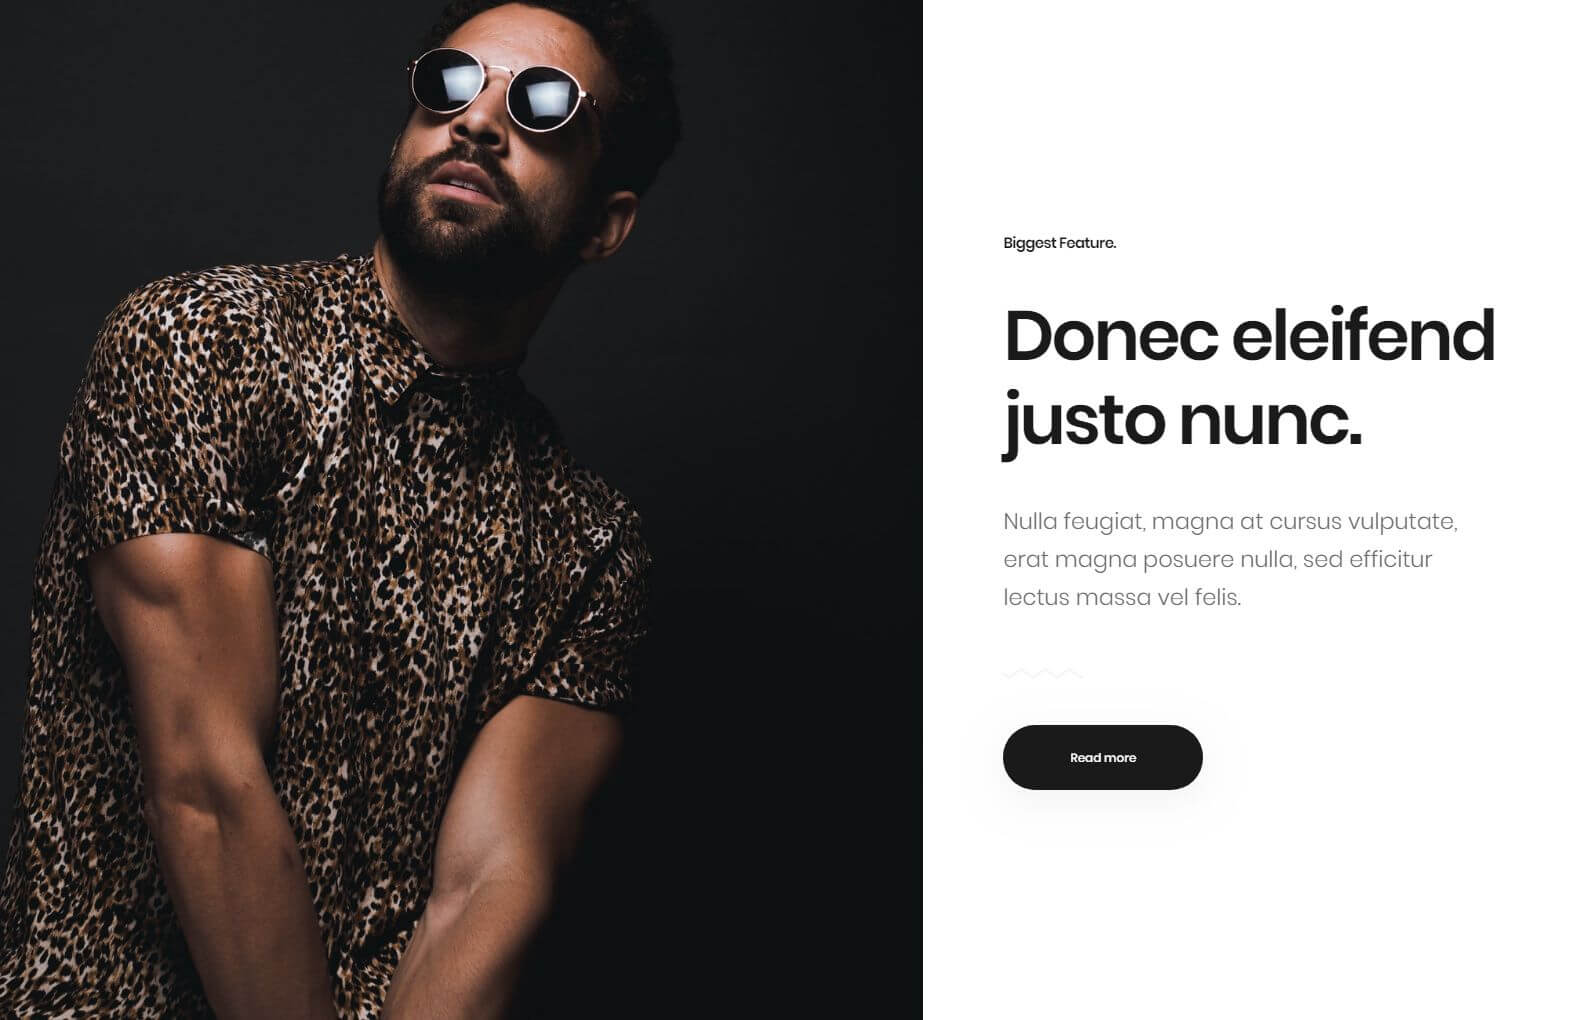 Biggest Feature.
Donec eleifend
justo nunc.
Nulla feugiat, magna at cursus vulputate,
erat magna posuere nulla, sed efficitur
lectus massa vel felis.
Read more